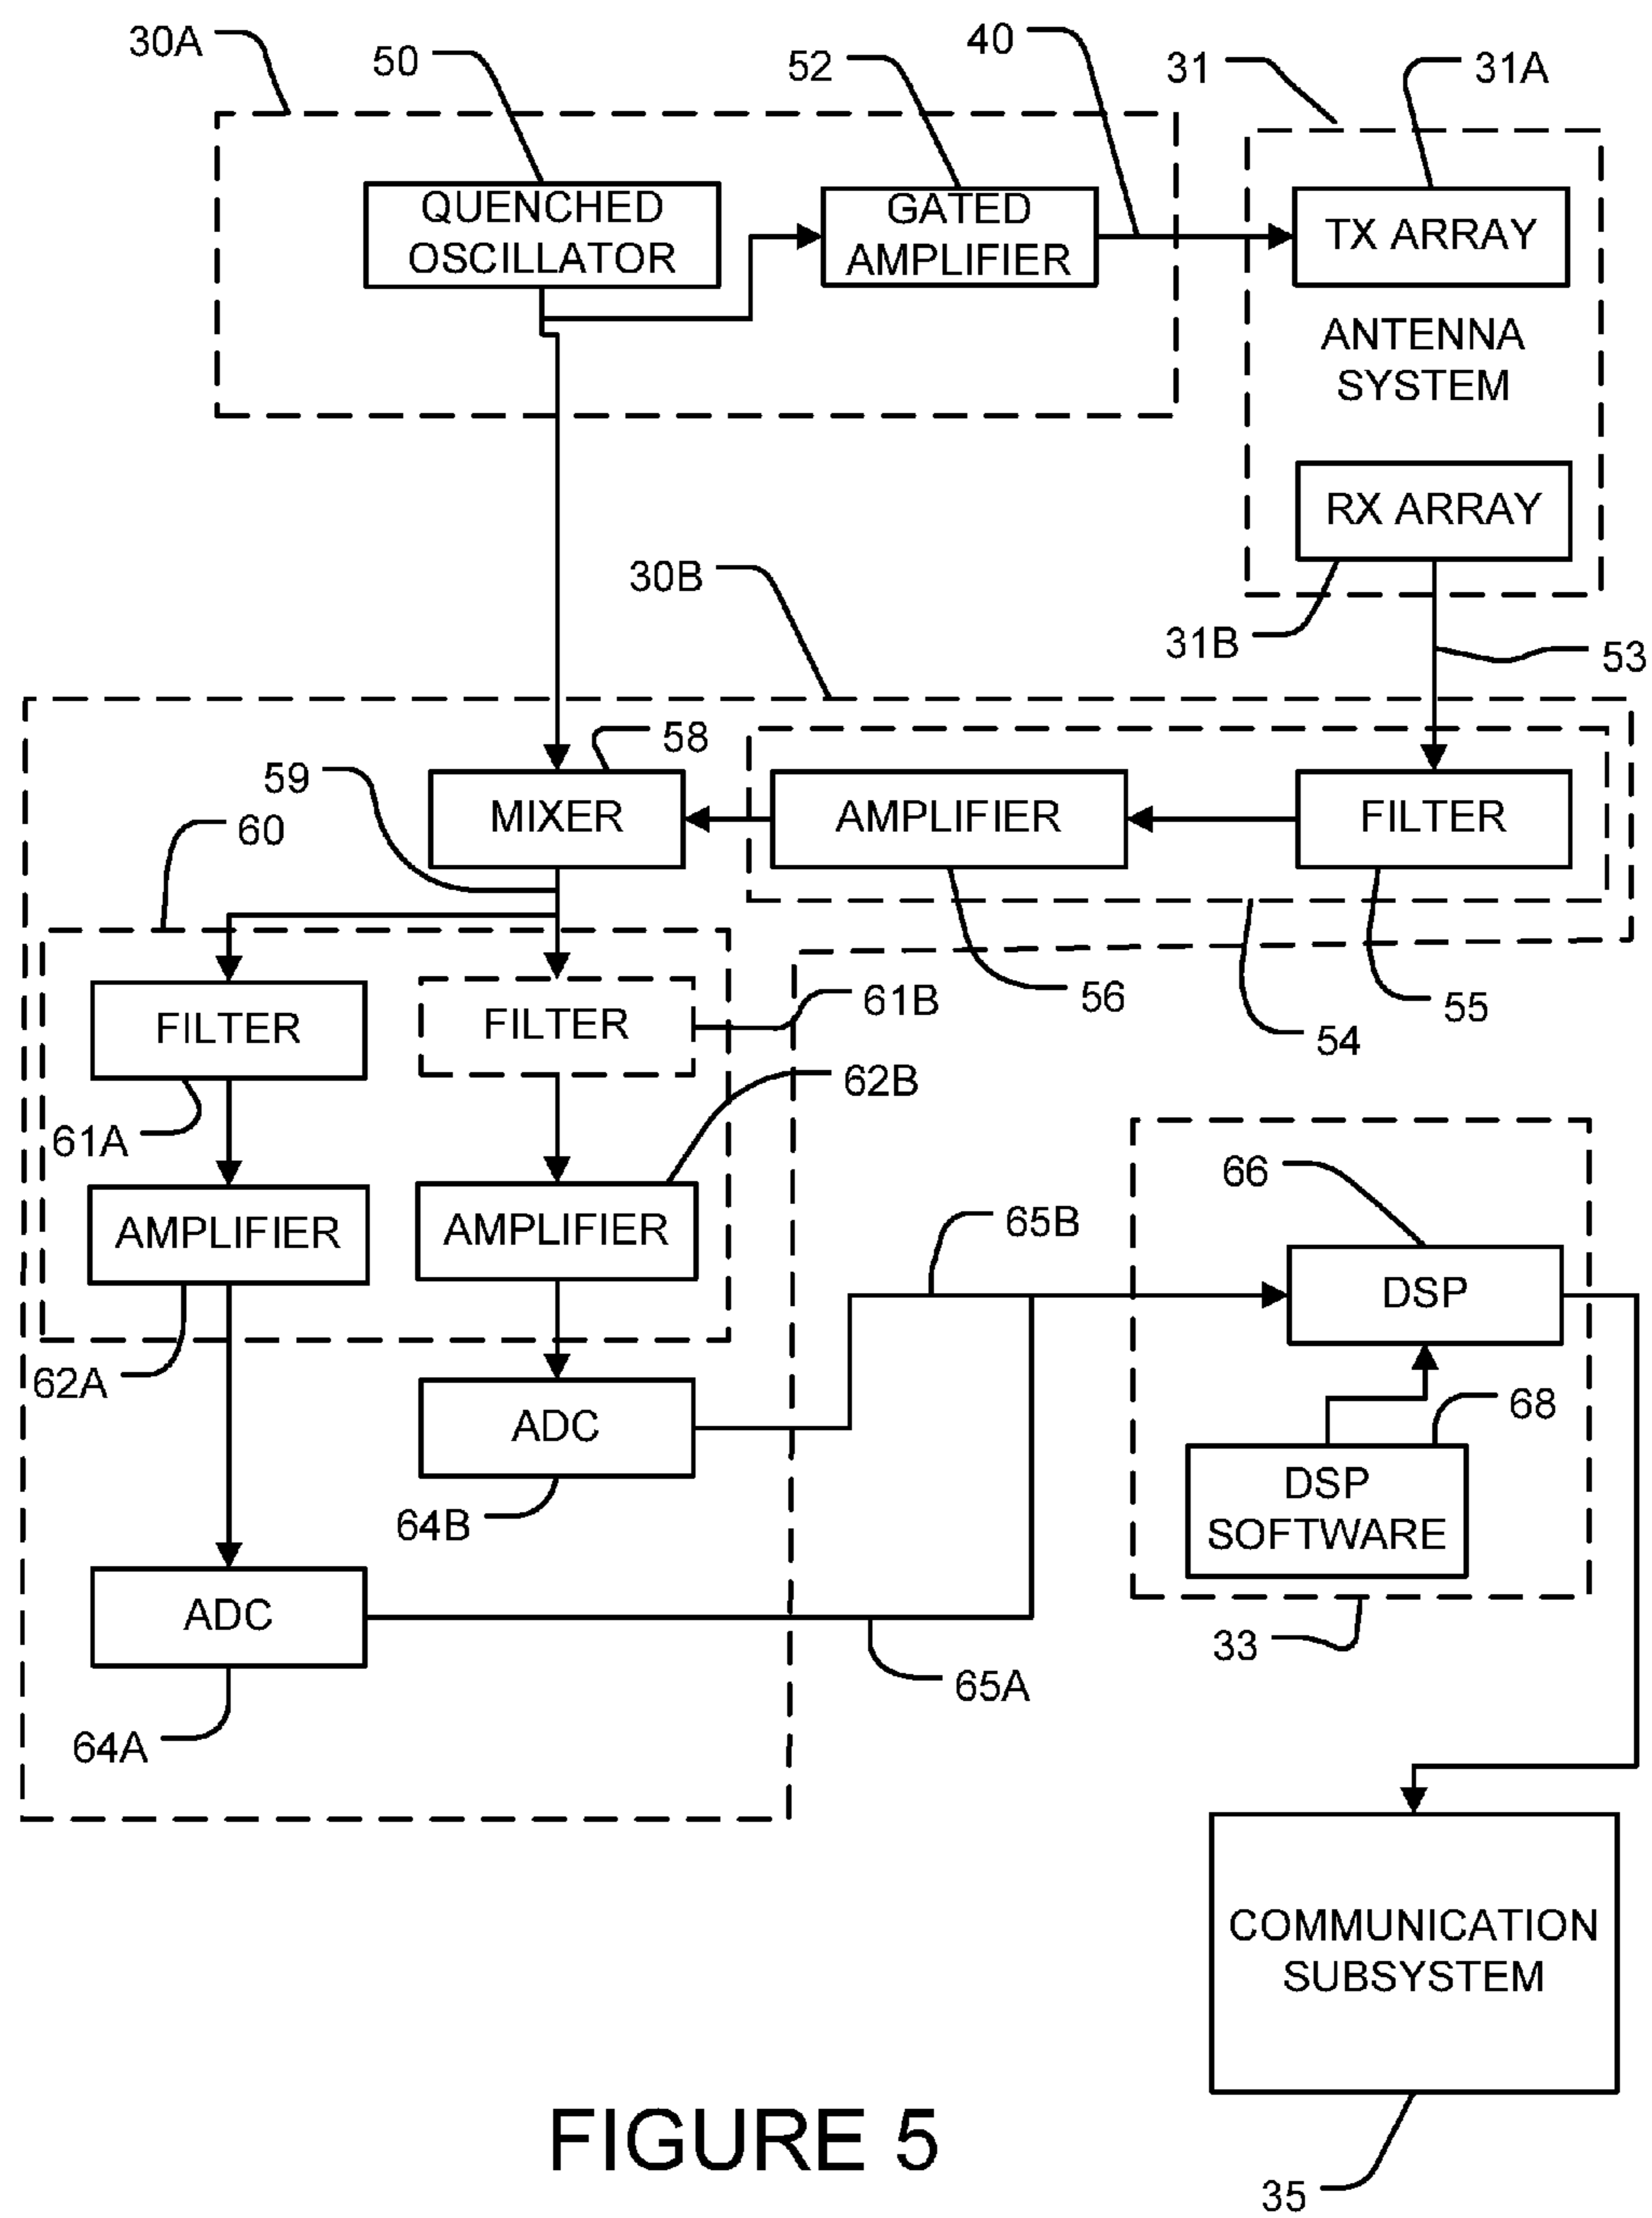 30A
50
52
40
31
31A
QUENCHED
OSCILLATOR
GATED
AMPLIFIER
TX ARRAY
ANTENNA
SYSTEM
RX ARRAY
30B
31B
53
58
59
60
MIXER
AMPLIFIER
FILTER
56
55
54
FILTER
FILTER
61B
61A
62B
AMPLIFIER
AMPLIFIER
62A
65B
66
DSP
68
DSP
SOFTWARE
ADC
64B
ADC
33
65A
64A
COMMUNICATION
SUBSYSTEM
FIGURE 5
35